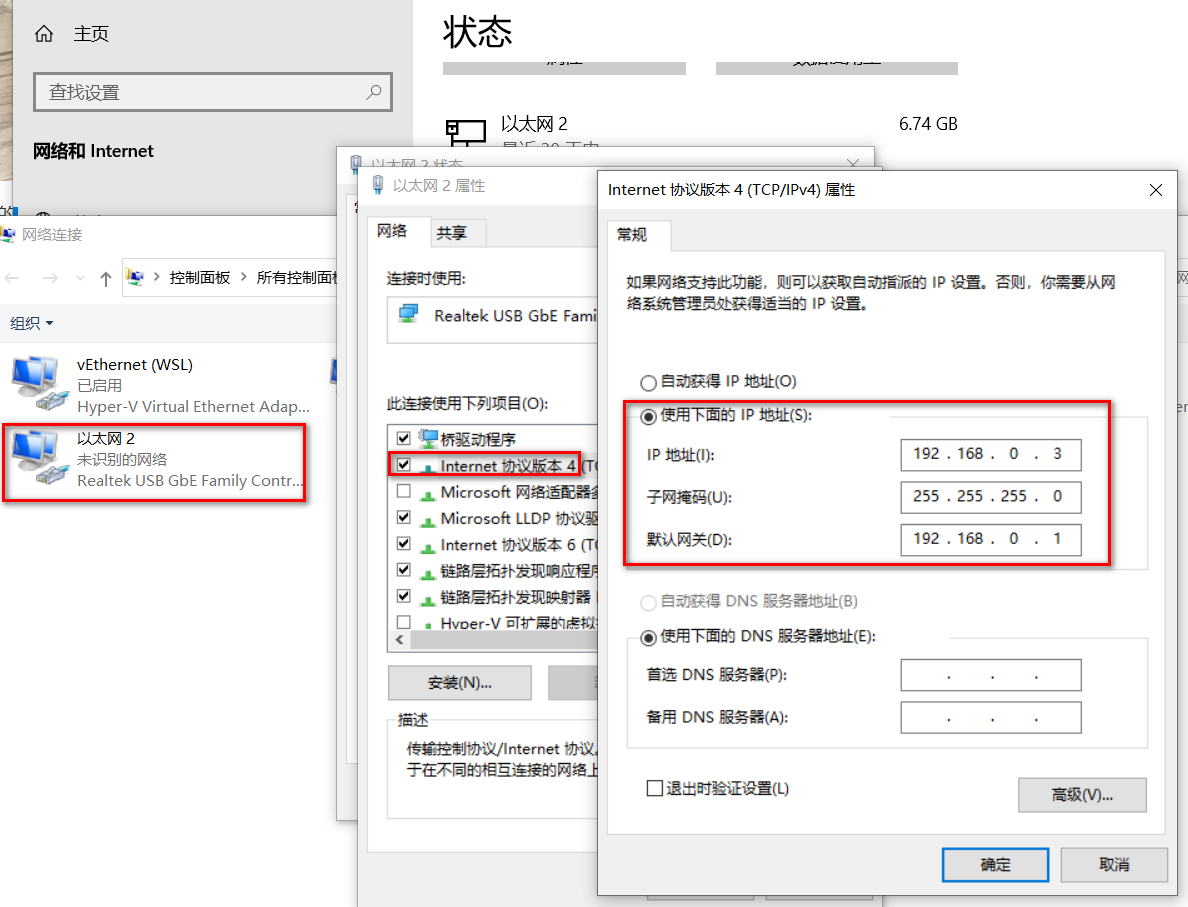 主页
查找设置
网络和 Internet
状态
以太网 2
6.74 GB
以太网 2 状态
网络连接
控制面板
所有控制面板
组织
vEthernet (WSL)
已启用
Hyper-V Virtual Ethernet Adap...
以太网 2
未识别的网络
Realtek USB GbE Family Contr...
以太网 2 属性
网络
共享
连接时使用:
Realtek USB GbE Fami
此连接使用下列项目(O):
桥驱动程序
Internet 协议版本 4 (TC
Microsoft 网络适配器多
Microsoft LLDP 协议驱
Internet 协议版本 6 (TC
链路层拓扑发现响应程序
链路层拓扑发现映射器
Hyper-V 可扩展的虚拟
安装(N)...
描述
传输控制协议/Internet 协议。
于在不同的相互连接的网络上
Internet 协议版本 4 (TCP/IPv4) 属性
常规
如果网络支持此功能，则可以获取自动指派的 IP 设置。否则，你需要从网
络系统管理员处获得适当的 IP 设置。
自动获得 IP 地址(O)
使用下面的 IP 地址(S):
IP 地址(I):
192 . 168 . 0 . 3
子网掩码(U):
255 . 255 . 255 . 0
默认网关(D):
192 . 168 . 0 . 1
自动获得 DNS 服务器地址(B)
使用下面的 DNS 服务器地址(E):
首选 DNS 服务器(P):
. . .
备用 DNS 服务器(A):
. . .
退出时验证设置(L)
高级(V)...
确定
取消